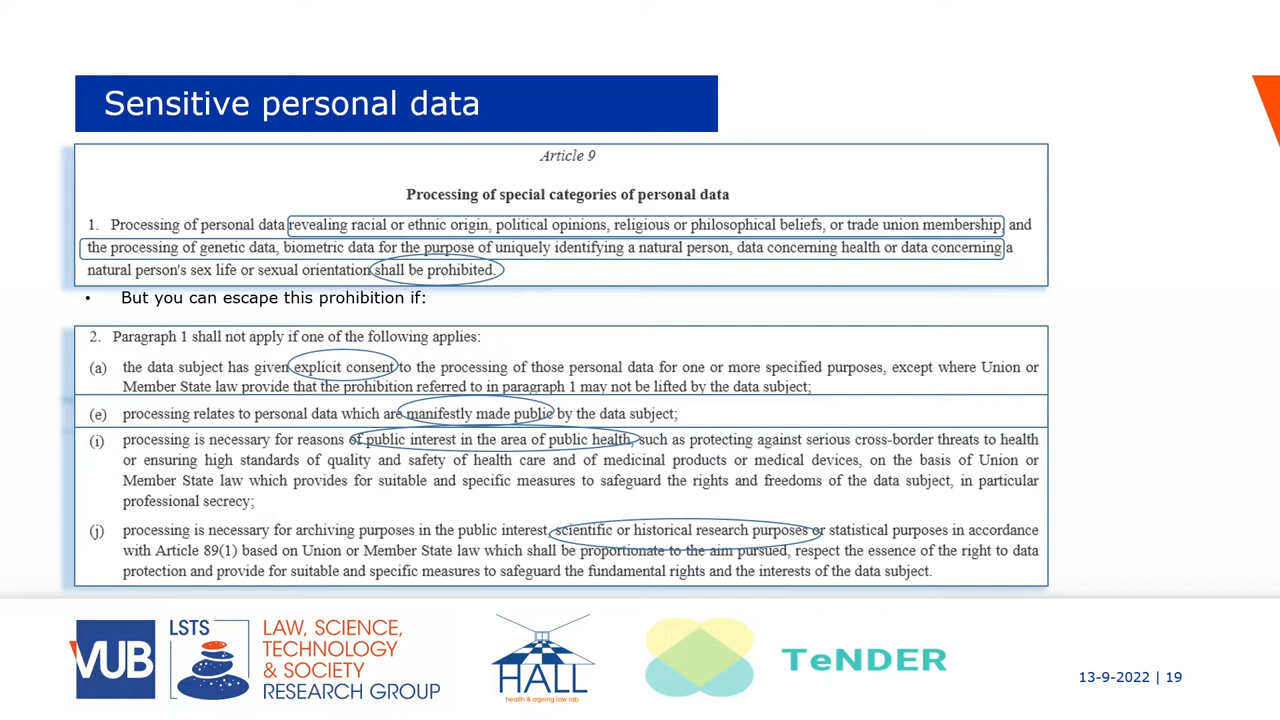 Sensitive personal data
Article 9
Processing of special categories of personal data
1. Processing of personal data revealing racial or ethnic origin, political opinions, religious or philosophical beliefs, or trade union membership, and
the processing of genetic data, biometric data for the purpose of uniquely identifying a natural person, data concerning health or data concerning a
natural person's sex life or sexual orientation shall be prohibited.
• But you can escape this prohibition if:
2. Paragraph 1 shall not apply if one of the following applies:
(a) the data subject has given explicit consent to the processing of those personal data for one or more specified purposes, except where Union or
Member State law provide that the prohibition referred to in paragraph 1 may not be lifted by the data subject;
(e) processing relates to personal data which are manifestly made public by the data subject;
(i) processing is necessary for reasons of public interest in the area of public health, such as protecting against serious cross-border threats to health
or ensuring high standards of quality and safety of health care and of medicinal products or medical devices, on the basis of Union or
Member State law which provides for suitable and specific measures to safeguard the rights and freedoms of the data subject, in particular
professional secrecy;
(j) processing is necessary for archiving purposes in the public interest, scientific or historical research purposes or statistical purposes in accordance
with Article 89(1) based on Union or Member State law which shall be proportionate to the aim pursued, respect the essence of the right to data
protection and provide for suitable and specific measures to safeguard the fundamental rights and the interests of the data subject.
VUB
LSTS
LAW, SCIENCE,
TECHNOLOGY
& SOCIETY
RESEARCH GROUP
HALL
health & ageing law lab
TeNDER
13-9-2022 | 19